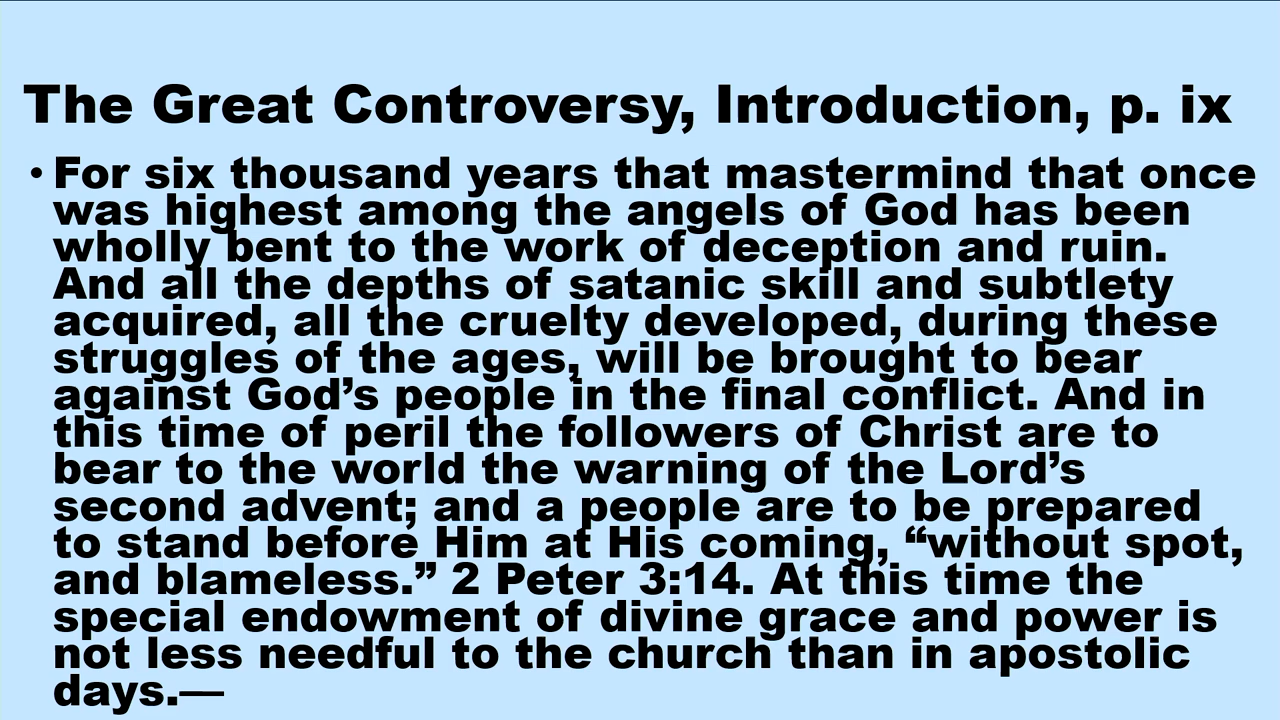 The Great Controversy, Introduction, p. ix
• For six thousand years that mastermind that once
was highest among the angels of God has been
wholly bent to the work of deception and ruin.
And all the depths of satanic skill and subtlety
acquired, all the cruelty developed, during these
struggles of the ages, will be brought to bear
against God’s people in the final conflict. And in
this time of peril the followers of Christ are to
bear to the world the warning of the Lord’s
second advent; and a people are to be prepared
to stand before Him at His coming, “without spot,
and blameless.” 2 Peter 3:14. At this time the
special endowment of divine grace and power is
not less needful to the church than in apostolic
days.—